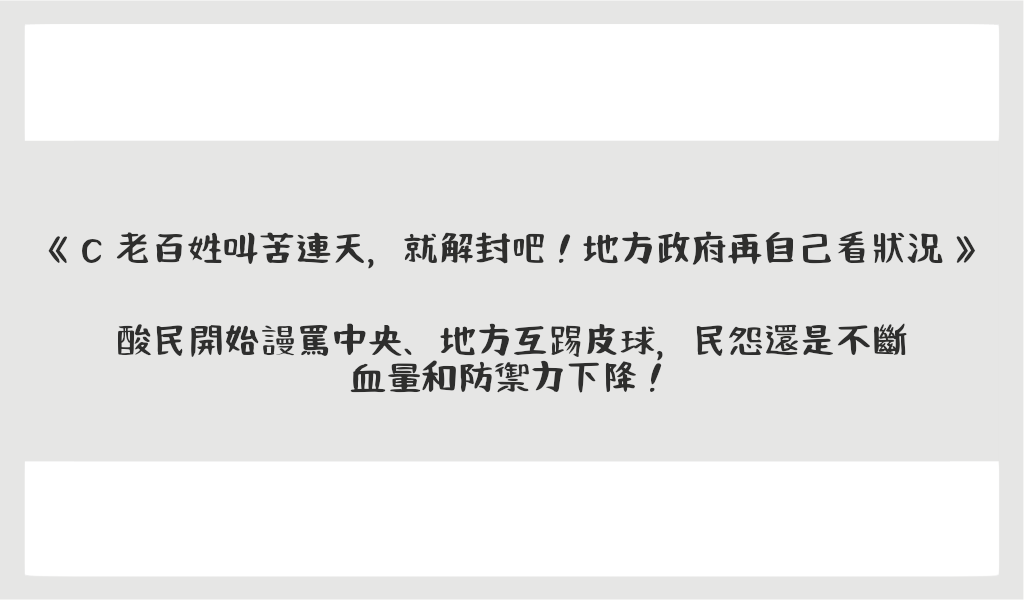 《 C 老百姓叫苦連天，就解封吧！地方政府再自己看狀況 》
酸民開始謾罵中央、地方互踢皮球，民怨還是不斷
血量和防禦力下降！